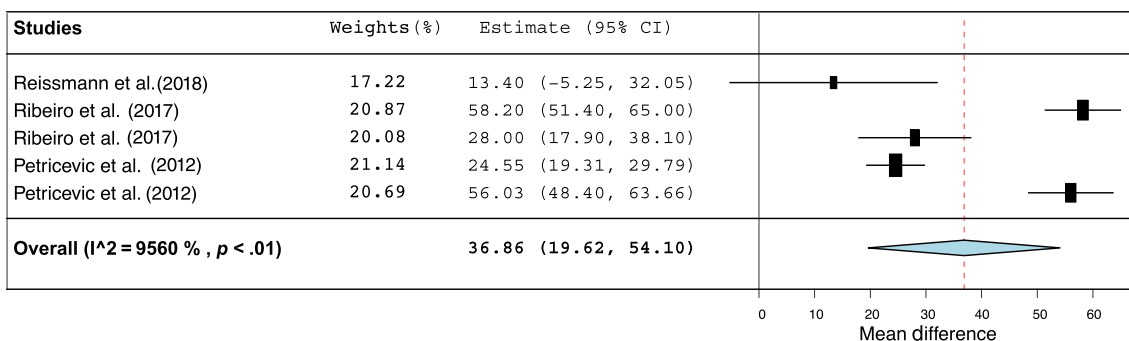 Studies Weights(%) Estimate (95% CI)
Reissmann et al.(2018) 17.22 13.40 (-5.25, 32.05)
Ribeiro et al. (2017) 20.87 58.20 (51.40, 65.00)
Ribeiro et al. (2017) 20.08 28.00 (17.90, 38.10)
Petricevic et al. (2012) 21.14 24.55 (19.31, 29.79)
Petricevic et al. (2012) 20.69 56.03 (48.40, 63.66)
Overall (I^2 = 9560 % , p < .01) 36.86 (19.62, 54.10)
0 10 20 30 40 50 60
Mean difference